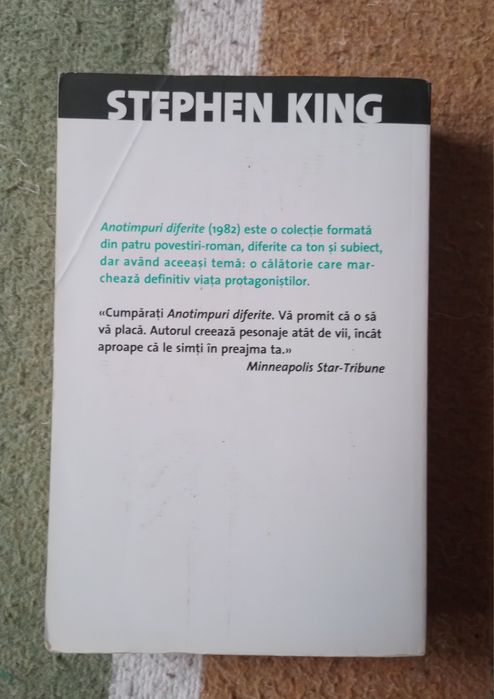 STEPHEN KING
Anotimpuri diferite (1982) este o colecție formată
din patru povestiri-roman, diferite ca ton și subiect,
dar având aceeași temă: o călătorie care mar-
chează definitiv viața protagoniștilor.
«Cumpărați Anotimpuri diferite. Vă promit că o să
vă placă. Autorul creează pesonaje atât de vii, încât
aproape că le simți în preajma ta.»
Minneapolis Star-Tribune